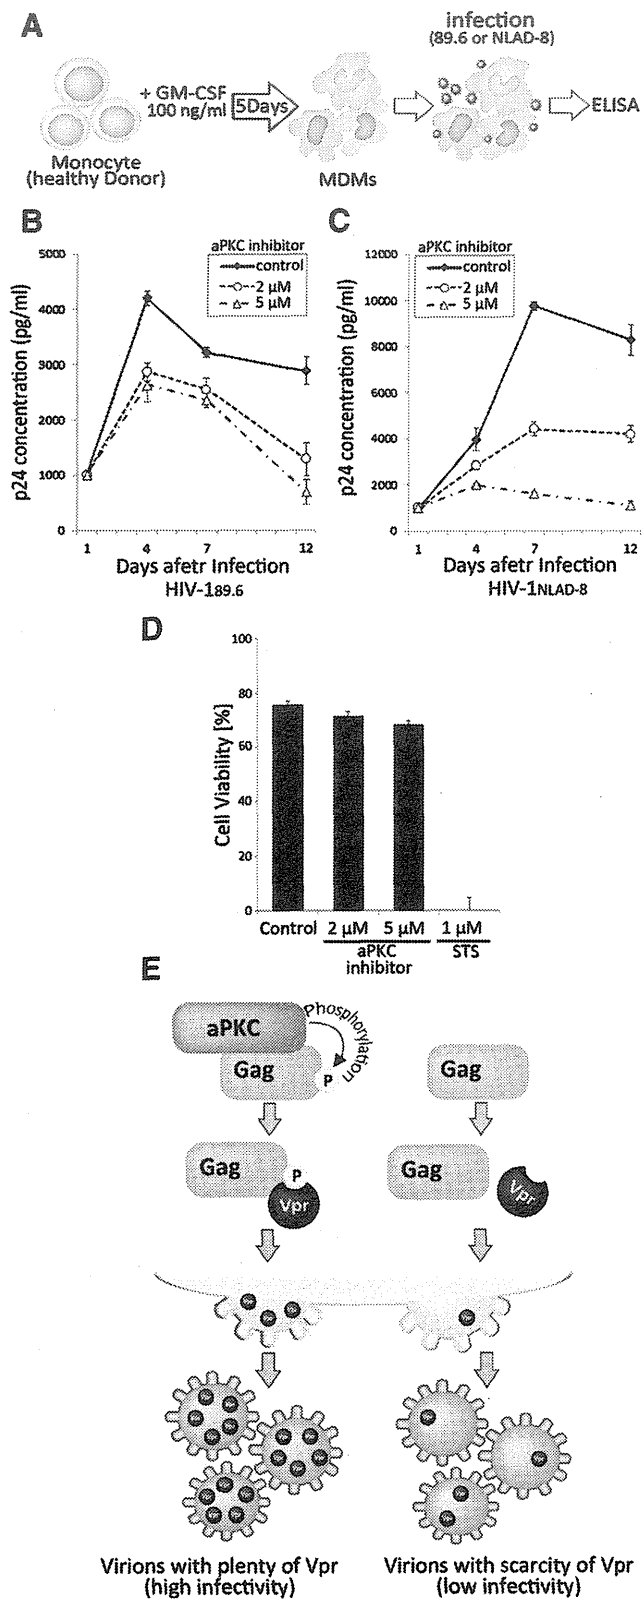 A
infection
(89.6 or NLAD-8)
+ GM-CSF
100 ng/ml
5Days
ELISA
Monocyte
(healthy Donor)
MDMs
B
aPKC inhibitor
control
2 μM
5 μM
p24 concentration (pg/ml)
5000
4000
3000
2000
1000
0
1
4
7
12
Days afetr Infection
HIV-189.6
C
aPKC inhibitor
control
2 μM
5 μM
p24 concentration (pg/ml)
12000
10000
8000
6000
4000
2000
0
1
4
7
12
Days afetr Infection
HIV-1NLAD-8
D
Cell Viability [%]
100
80
60
40
20
0
Control
2 μM
5 μM
1 μM
aPKC
inhibitor
STS
E
aPKC
Phosphorylation
Gag
P
Gag
Gag
P
Vpr
Gag
Vpr
Virions with plenty of Vpr
(high infectivity)
Virions with scarcity of Vpr
(low infectivity)